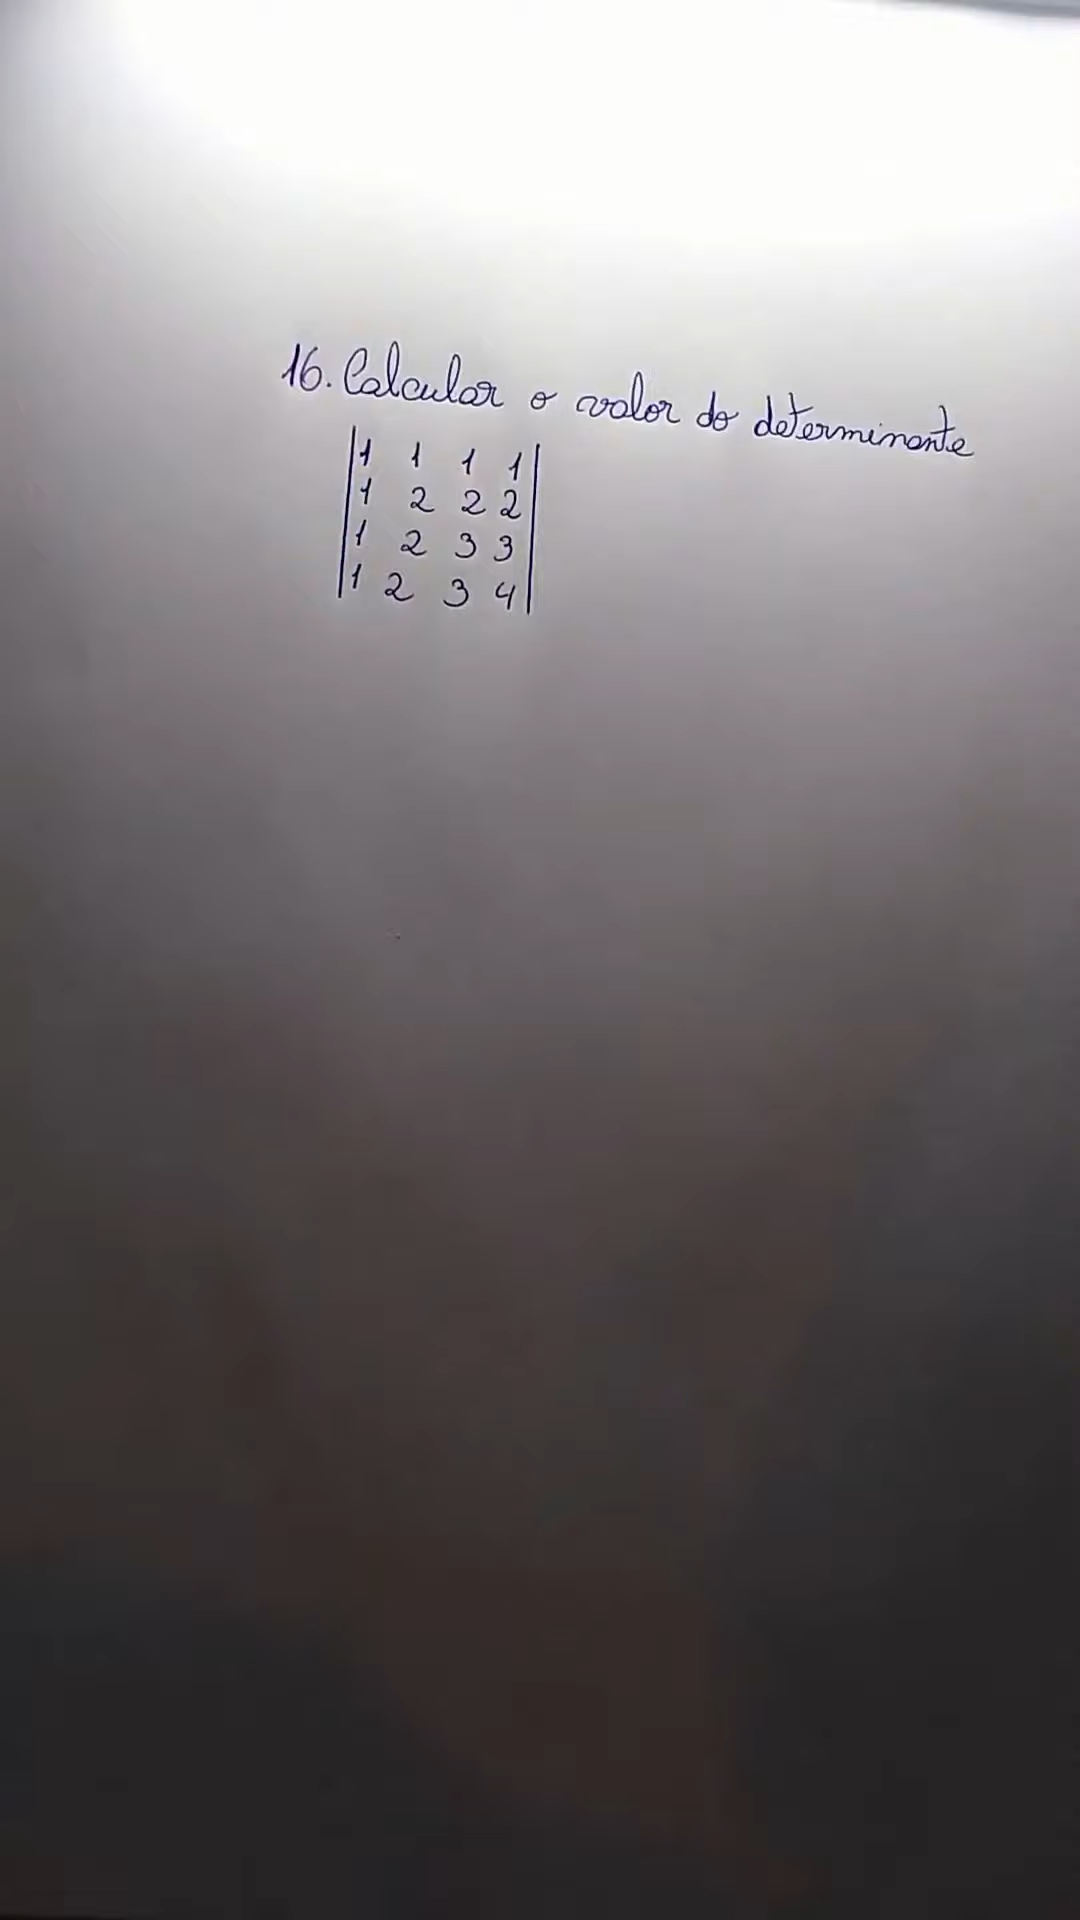 16. Calcular o valor do determinante
1 1 1 1
1 2 2 2
1 2 3 3
1 2 3 4